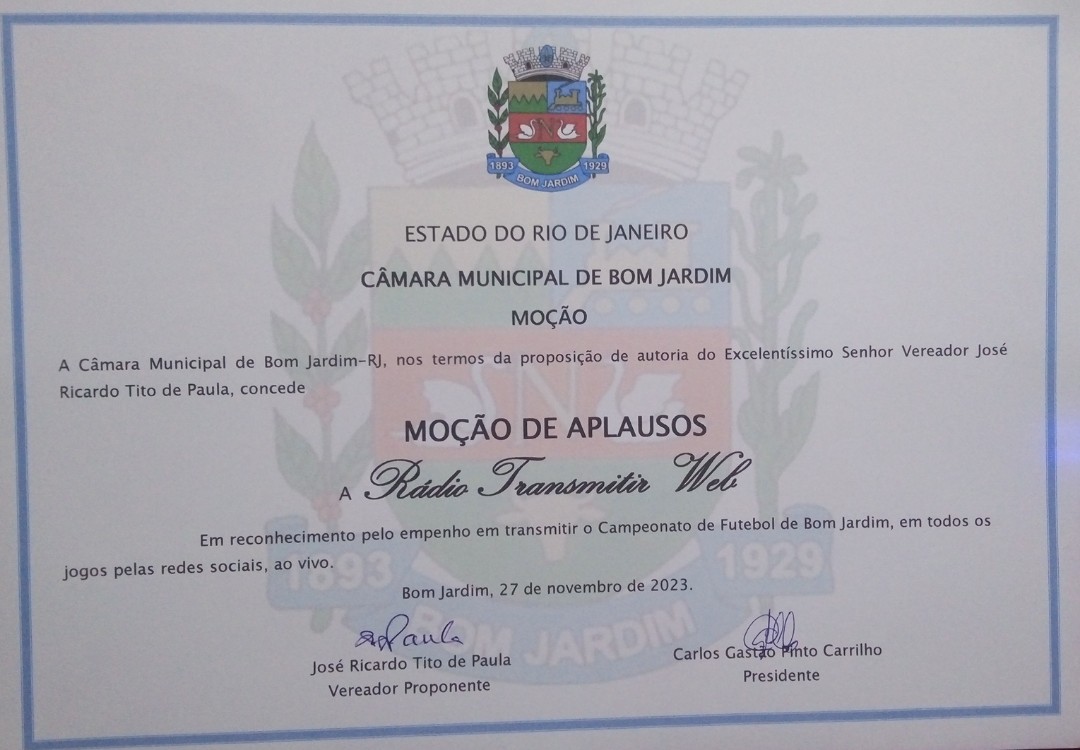 1893 1929
BOM JARDIM
ESTADO DO RIO DE JANEIRO
CÂMARA MUNICIPAL DE BOM JARDIM
MOÇÃO
A Câmara Municipal de Bom Jardim-RJ, nos termos da proposição de autoria do Excelentíssimo Senhor Vereador José
Ricardo Tito de Paula, concede
MOÇÃO DE APLAUSOS
A Rádio Transmitir Web
Em reconhecimento pelo empenho em transmitir o Campeonato de Futebol de Bom Jardim, em todos os
jogos pelas redes sociais, ao vivo.
1893 1929
Bom Jardim, 27 de novembro de 2023.
BOM JARDIM
José Ricardo Tito de Paula
Vereador Proponente
Carlos Gastão Pinto Carrilho
Presidente